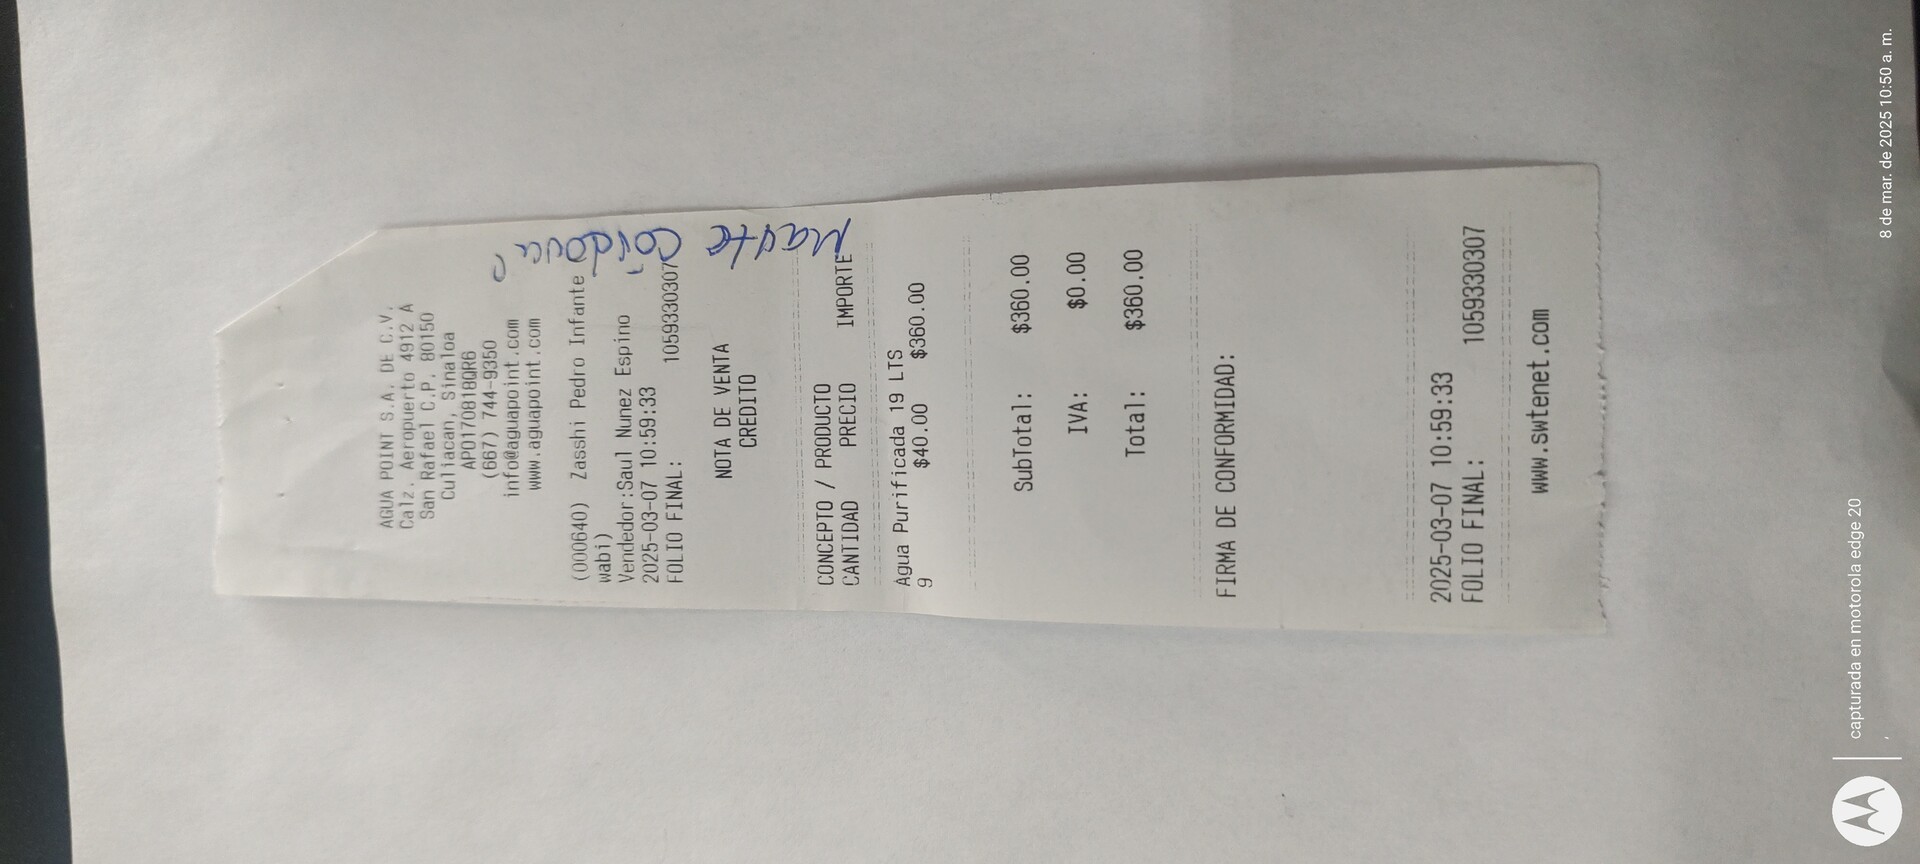 AGUA POINT S.A. DE C.V.
Calz. Aeropuerto 4912 A
San Rafael C.P. 80150
Culiacan, Sinaloa
APO170818QR6
(667) 744-9350
info@aguapoint.com
www.aguapoint.com
(000640) Zasshi Pedro Infante
wabi)
Vendedor:Saul Nunez Espino
2025-03-07 10:59:33
FOLIO FINAL: 1059330307
Córdova
NOTA DE VENTA
CREDITO
CONCEPTO / PRODUCTO
CANTIDAD PRECIO IMPORTE
Agua Purificada 19 LTS
9 $40.00 $360.00
SubTotal: $360.00
IVA: $0.00
Total: $360.00
FIRMA DE CONFORMIDAD:
2025-03-07 10:59:33
FOLIO FINAL: 1059330307
www.swtenet.com
capturada en motorola edge 20
8 de mar. de 2025 10:50 a. m.